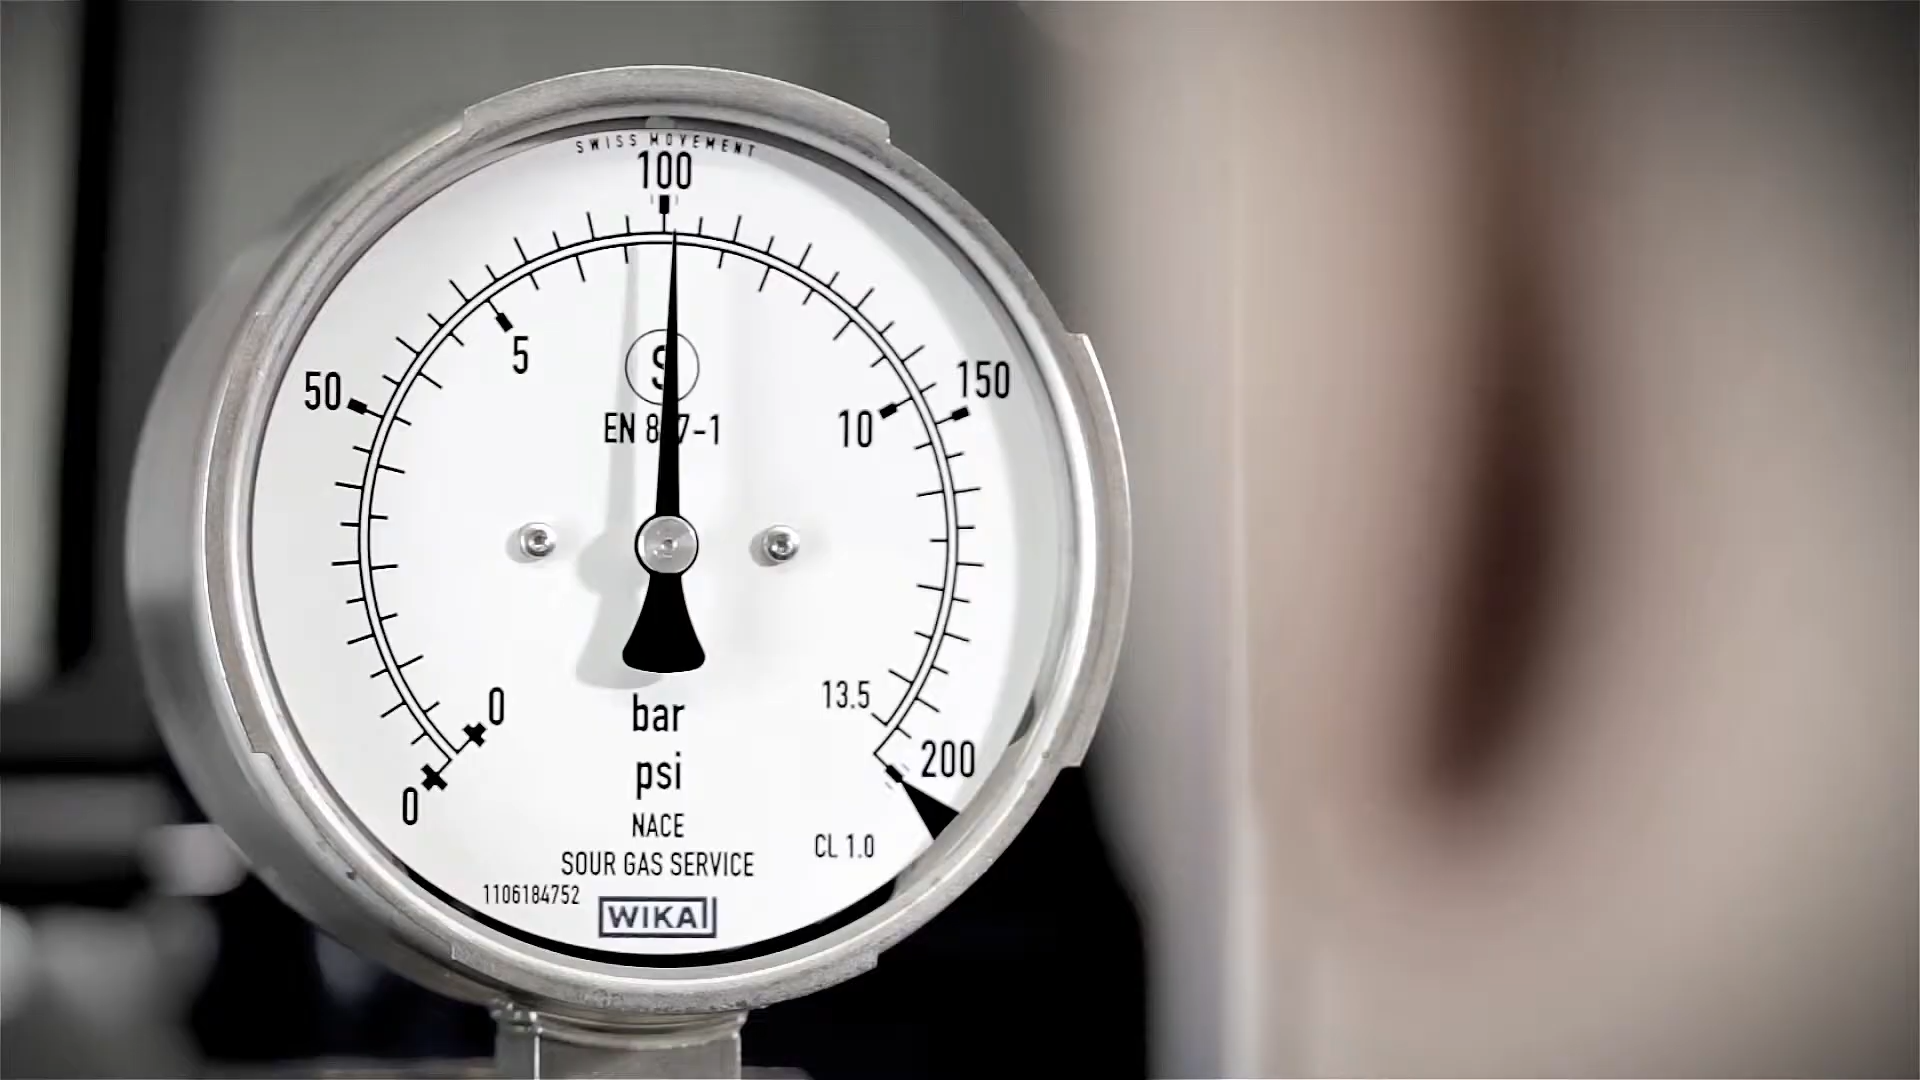 SWISS MOVEMENT
100
50
5
150
10
S
EN 8 7-1
0
0
13.5
200
bar
psi
NACE
SOUR GAS SERVICE
CL 1.0
1106184752
WIKAI